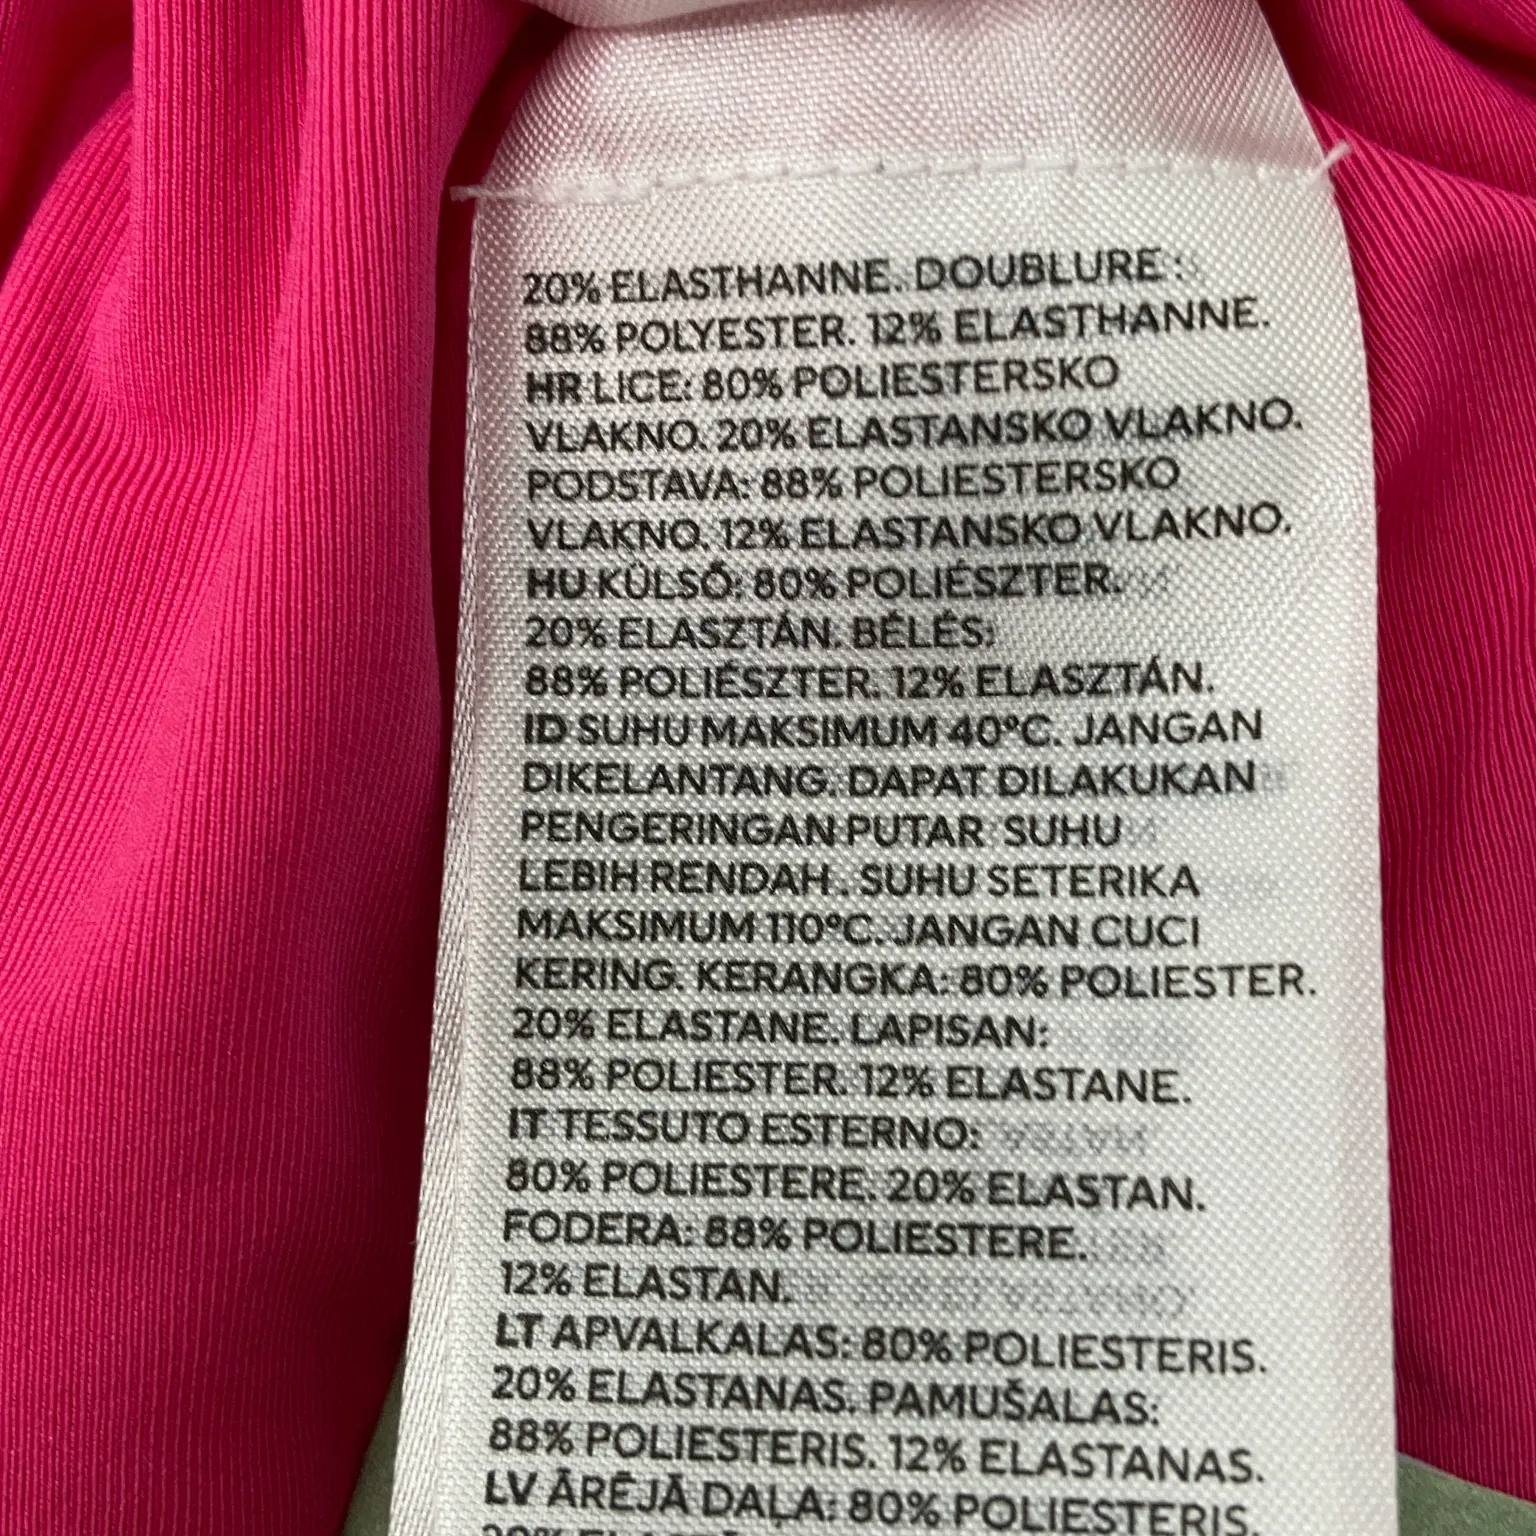 20% ELASTHANNE. DOUBLURE :
88% POLYESTER. 12% ELASTHANNE.
HR LICE: 80% POLIESTERSKO
VLAKNO. 20% ELASTANSKO VLAKNO.
PODSTAVA: 88% POLIESTERSKO
VLAKNO. 12% ELASTANSKO VLAKNO.
HU KÜLSŐ: 80% POLIÉSZTER.
20% ELASZTÁN. BÉLÉS:
88% POLIÉSZTER. 12% ELASZTÁN.
ID SUHU MAKSIMUM 40°C. JANGAN
DIKELANTANG. DAPAT DILAKUKAN
PENGERINGAN PUTAR SUHU
LEBIH RENDAH . SUHU SETERIKA
MAKSIMUM 110°C. JANGAN CUCI
KERING. KERANGKA: 80% POLIESTER.
20% ELASTANE. LAPISAN:
88% POLIESTER. 12% ELASTANE.
IT TESSUTO ESTERNO:
80% POLIESTERE. 20% ELASTAN.
FODERA: 88% POLIESTERE.
12% ELASTAN.
LT APVALKALAS: 80% POLIESTERIS.
20% ELASTANAS. PAMUŠALAS:
88% POLIESTERIS. 12% ELASTANAS.
LV ĀRĒJĀ DAĻA: 80% POLIESTERIS.